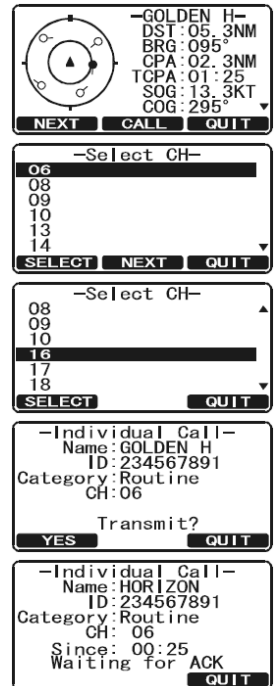 —GOLDEN H—
DST:05. 3NM
BRG:095°
CPA:02. 3NM
TCPA:01:25
SOG:13. 3KT
COG:295°
NEXT CALL QUIT
—Select CH—
06
08
09
10
13
14
SELECT NEXT QUIT
—Select CH—
08
09
10
16
17
18
SELECT QUIT
—Individual Call—
Name:GOLDEN H
ID:234567891
Category:Routine
CH:06
Transmit?
YES QUIT
—Individual Call—
Name:HORIZON
ID:234567891
Category:Routine
CH: 06
Since: 00:25
Waiting for ACK
QUIT